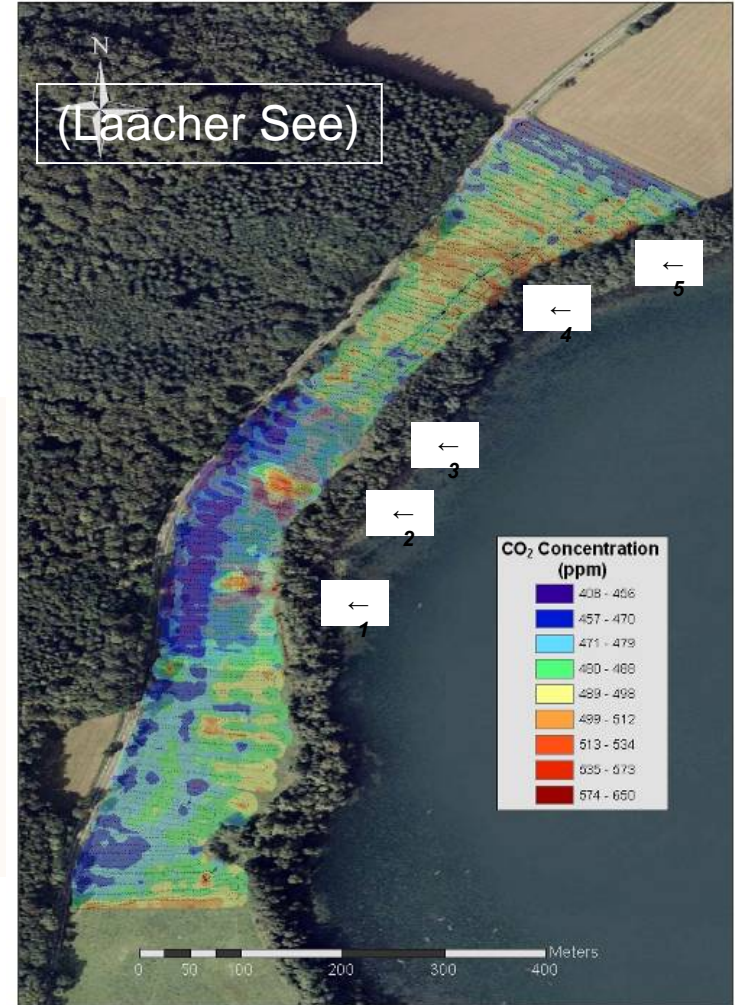 N
(Laacher See)
← 5
← 4
← 3
← 2
← 1
CO₂ Concentration
(ppm)
408 - 456
457 - 470
471 - 479
480 - 488
489 - 498
499 - 512
513 - 534
535 - 573
574 - 650
Meters
0 50 100 200 300 400